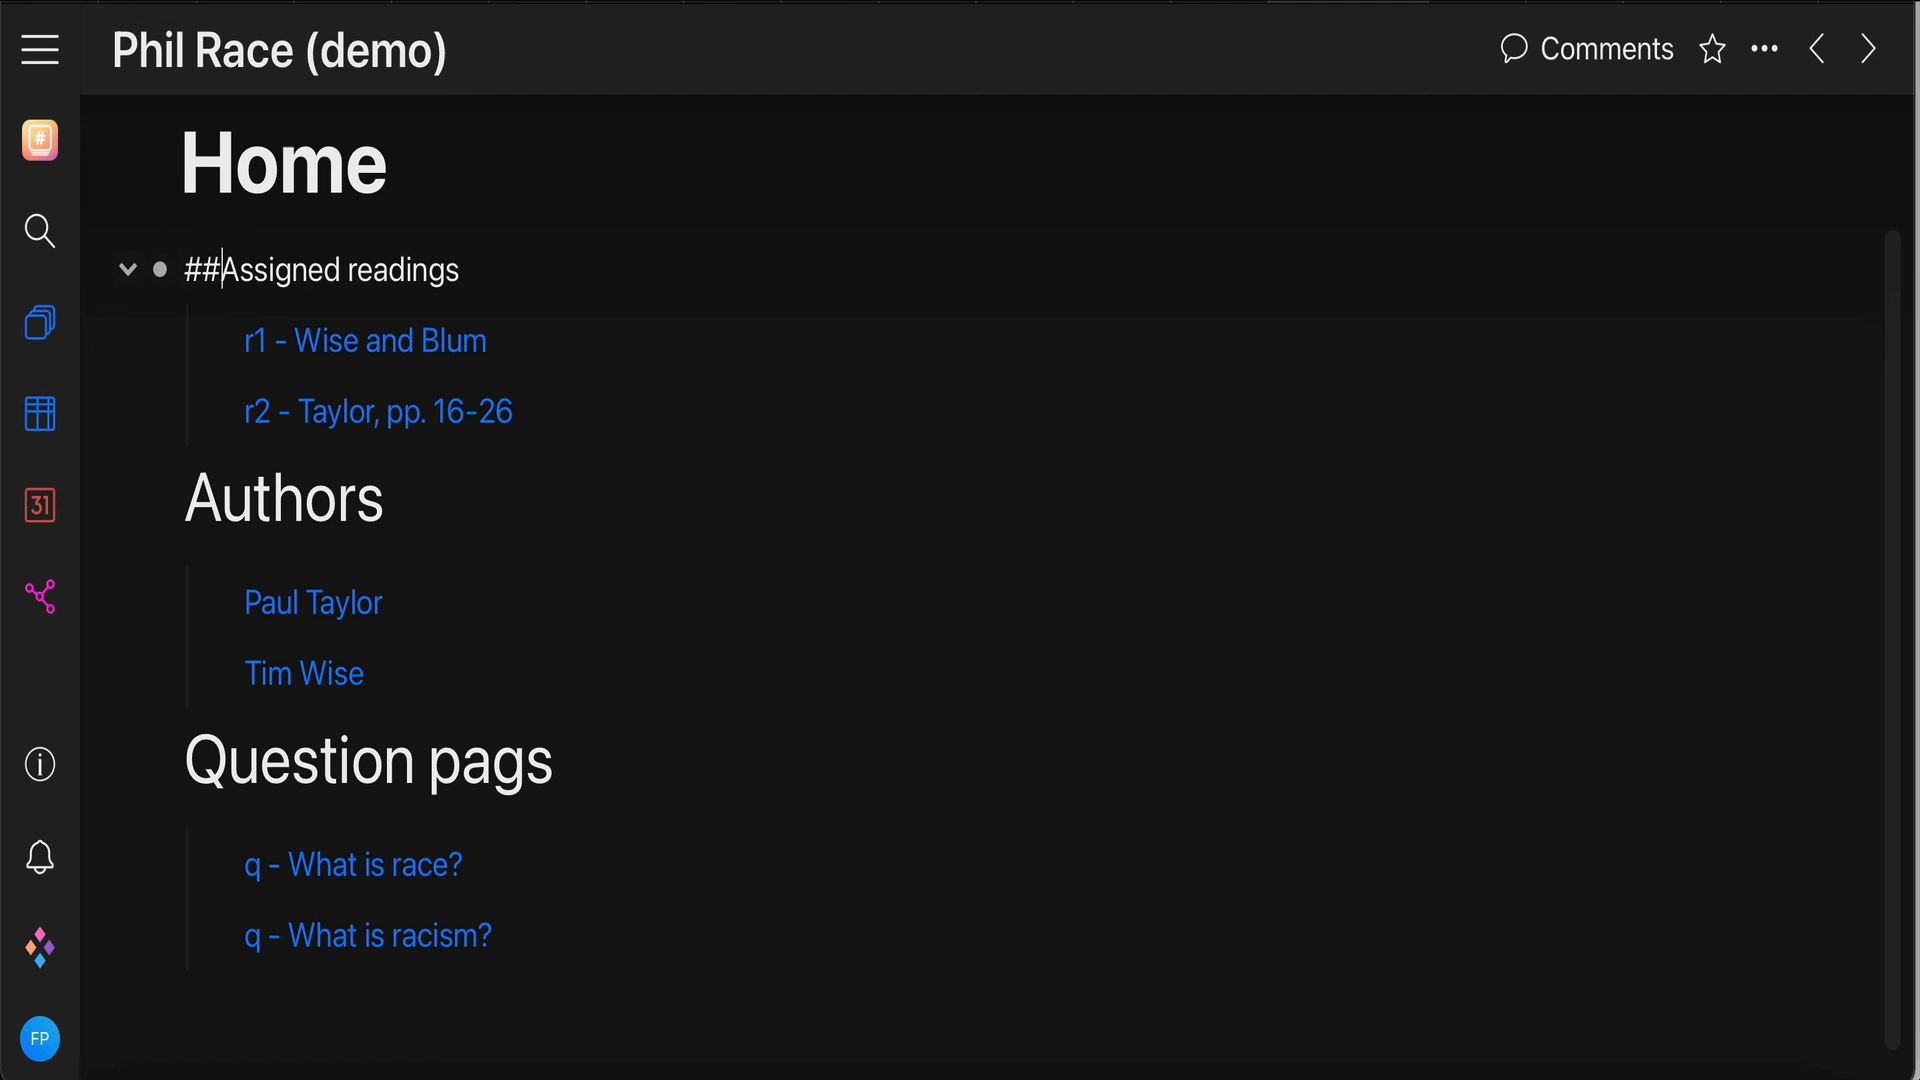 Phil Race (demo)
Comments
#
Home
##Assigned readings
r1 - Wise and Blum
r2 - Taylor, pp. 16-26
31
Authors
Paul Taylor
Tim Wise
Question pags
q - What is race?
q - What is racism?
FP